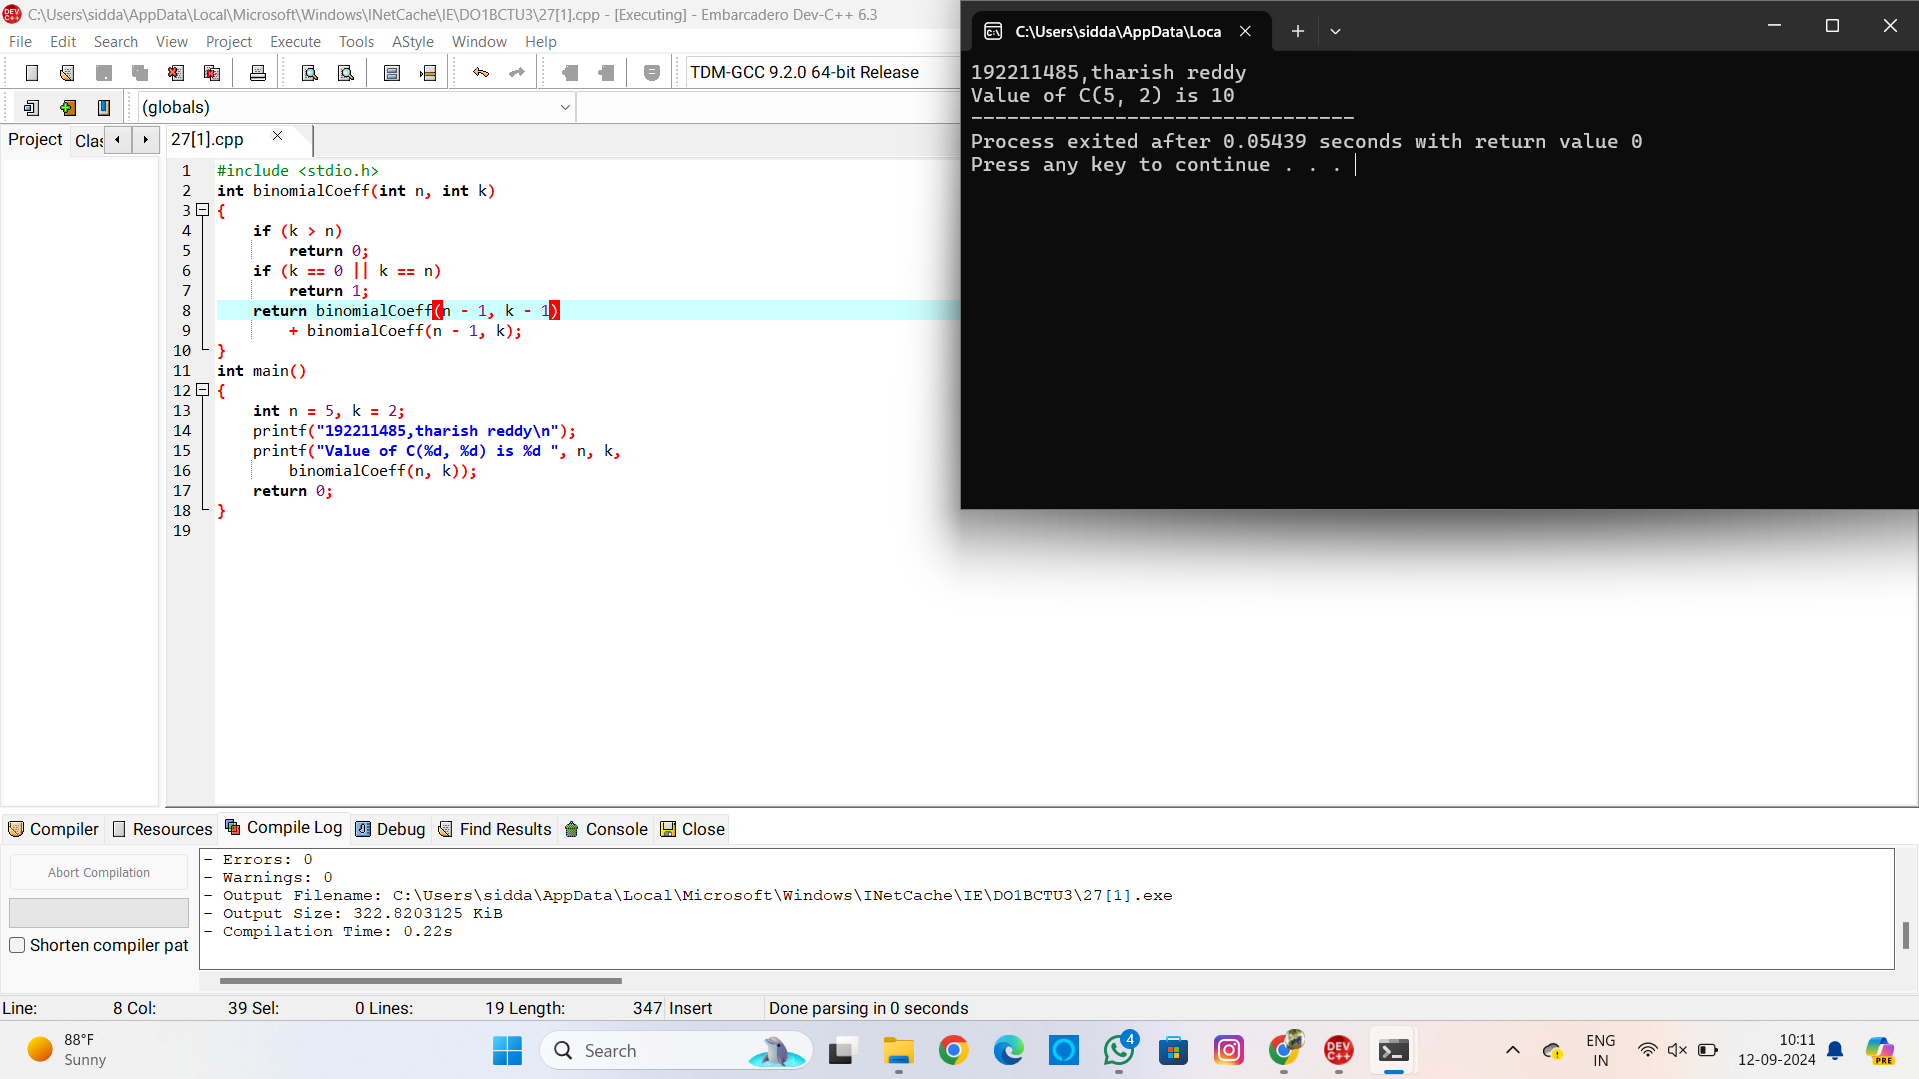 C:\Users\sidda\AppData\Local\Microsoft\Windows\INetCache\IE\DO1BCTU3\27[1].cpp - [Executing] - Embarcadero Dev-C++ 6.3
File Edit Search View Project Execute Tools AStyle Window Help
TDM-GCC 9.2.0 64-bit Release
(globals)
Project Clas
27[1].cpp
1 #include <stdio.h>
2 int binomialCoeff(int n, int k)
3 {
4 if (k > n)
5 return 0;
6 if (k == 0 || k == n)
7 return 1;
8 return binomialCoeff(n - 1, k - 1)
9 + binomialCoeff(n - 1, k);
10 }
11 int main()
12 {
13 int n = 5, k = 2;
14 printf("192211485,tharish reddy\n");
15 printf("Value of C(%d, %d) is %d ", n, k,
16 binomialCoeff(n, k));
17 return 0;
18 }
19
C:\Users\sidda\AppData\Loca
192211485,tharish reddy
Value of C(5, 2) is 10
--------------------------------
Process exited after 0.05439 seconds with return value 0
Press any key to continue . . .
Compiler Resources Compile Log Debug Find Results Console Close
Abort Compilation
Shorten compiler pat
- Errors: 0
- Warnings: 0
- Output Filename: C:\Users\sidda\AppData\Local\Microsoft\Windows\INetCache\IE\DO1BCTU3\27[1].exe
- Output Size: 322.8203125 KiB
- Compilation Time: 0.22s
Line: 8 Col: 39 Sel: 0 Lines: 19 Length: 347 Insert Done parsing in 0 seconds
88°F
Sunny
Search
4
DEV C++
ENG
IN
10:11
12-09-2024
PRE